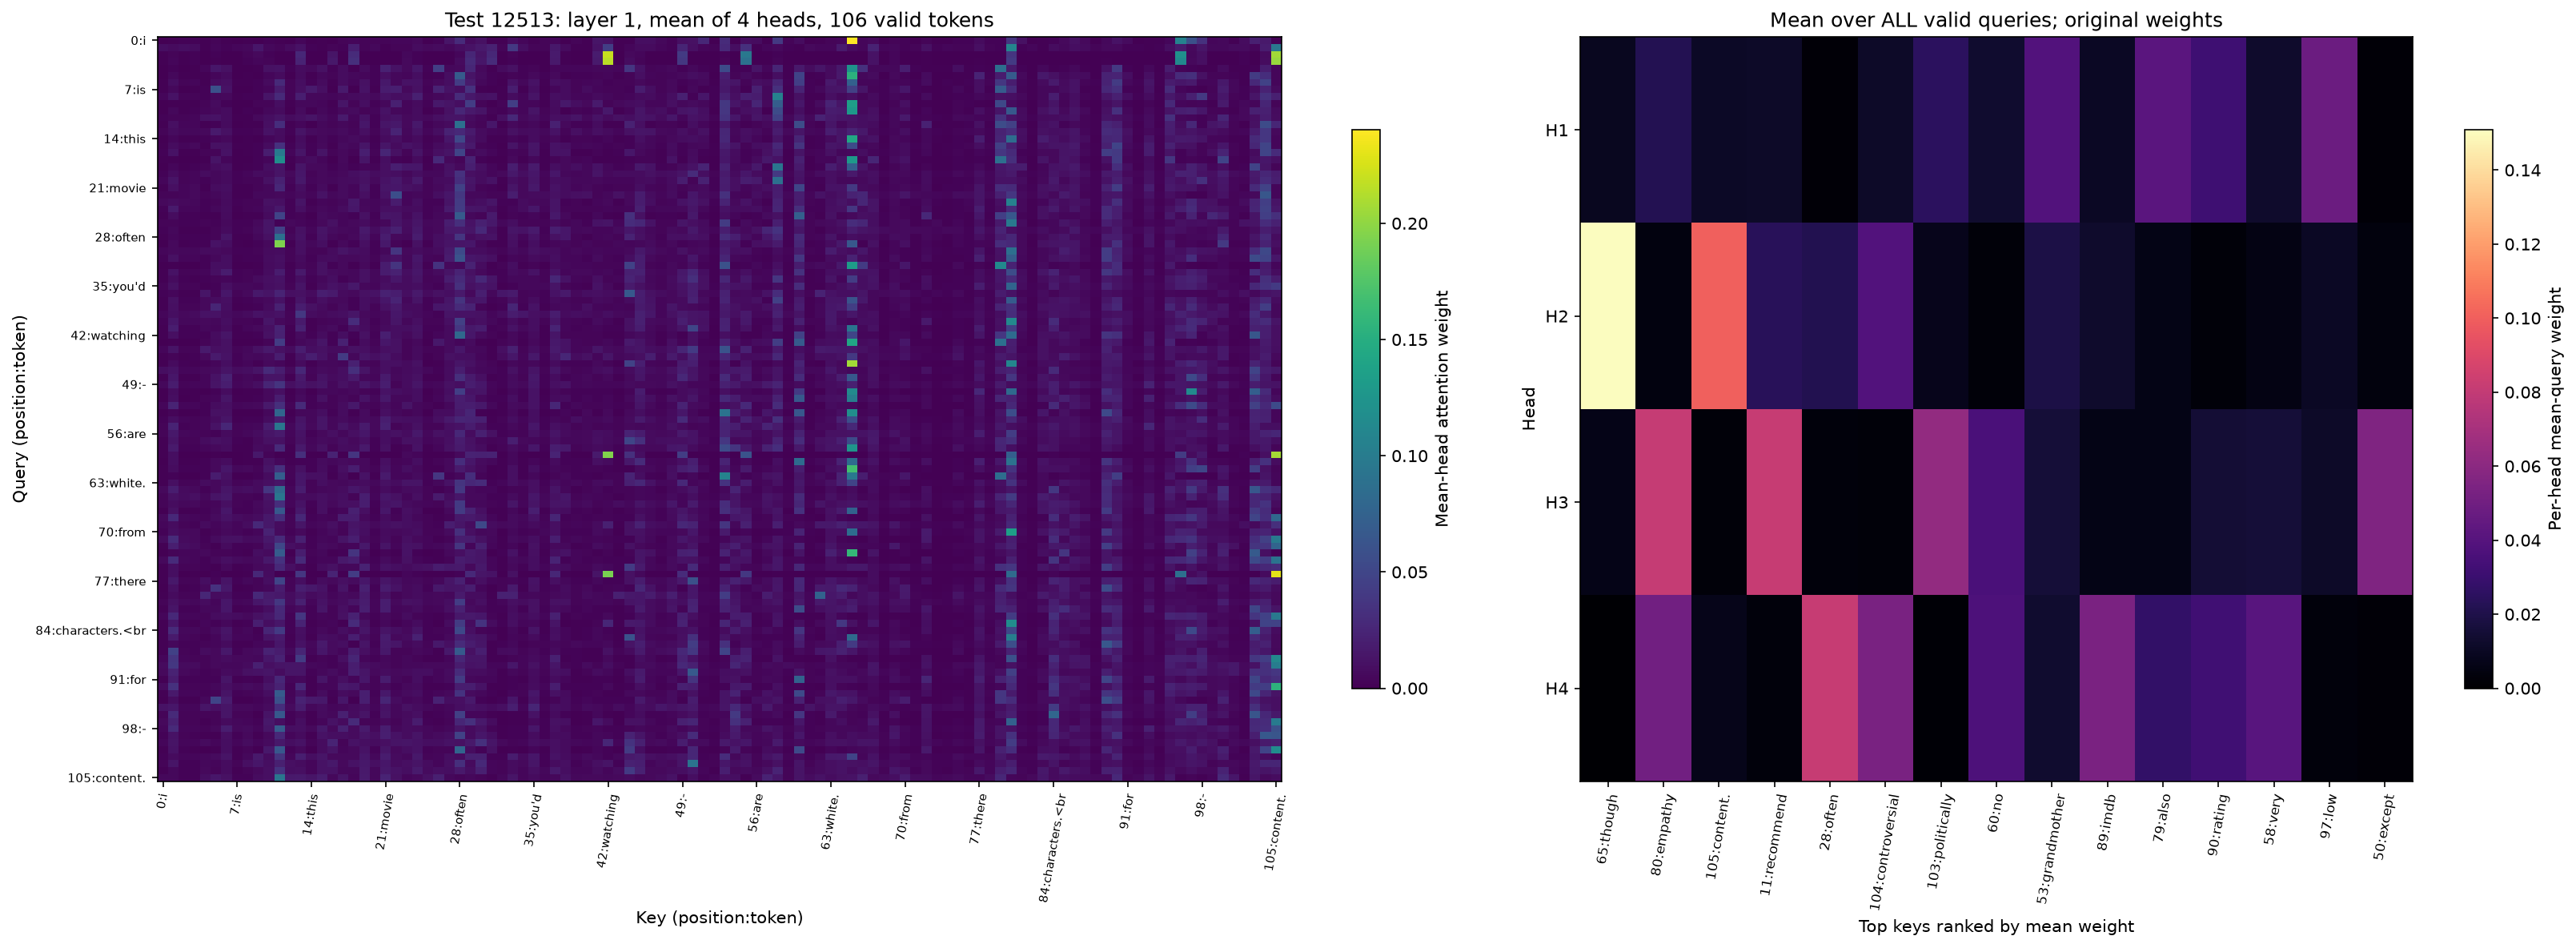 Test 12513: layer 1, mean of 4 heads, 106 valid tokens
Query (position:token)
0:i
7:is
14:this
21:movie
28:often
35:you'd
42:watching
49:-
56:are
63:white.
70:from
77:there
84:characters.<br
91:for
98:-
105:content.
0:i
7:is
14:this
21:movie
28:often
35:you'd
42:watching
49:-
56:are
63:white.
70:from
77:there
84:characters.<br
91:for
98:-
105:content.
Key (position:token)
0.20
0.15
0.10
0.05
0.00
Mean-head attention weight
Mean over ALL valid queries; original weights
Head
H1
H2
H3
H4
65:though
80:empathy
105:content.
11:recommend
28:often
104:controversial
103:politically
60:no
53:grandmother
89:imdb
79:also
90:rating
58:very
97:low
50:except
Top keys ranked by mean weight
0.14
0.12
0.10
0.08
0.06
0.04
0.02
0.00
Per-head mean-query weight